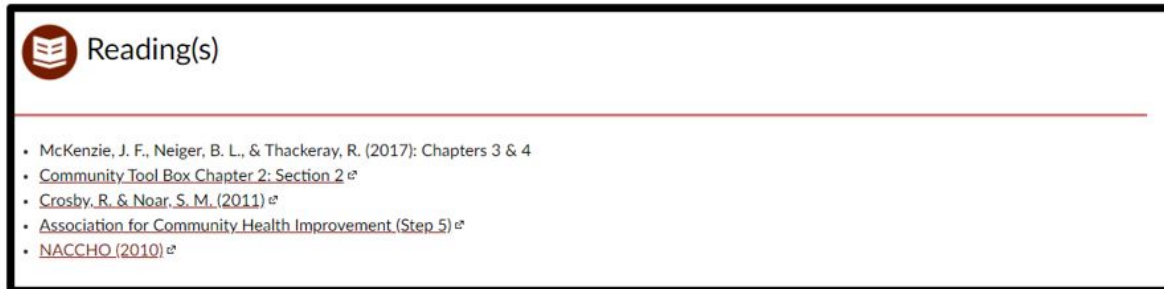 Reading(s)
• McKenzie, J. F., Neiger, B. L., & Thackeray, R. (2017): Chapters 3 & 4
• Community Tool Box Chapter 2: Section 2
• Crosby, R. & Noar, S. M. (2011)
• Association for Community Health Improvement (Step 5)
• NACCHO (2010)